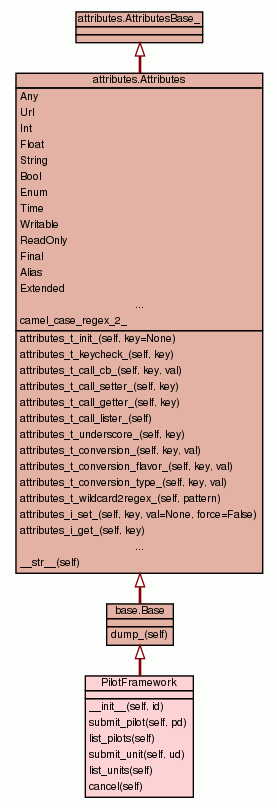 attributes.AttributesBase_
attributes.Attributes
Any
Url
Int
Float
String
Bool
Enum
Time
Writable
ReadOnly
Final
Alias
Extended
...
camel_case_regex_2_
attributes_t_init_(self, key=None)
attributes_t_keycheck_(self, key)
attributes_t_call_cb_(self, key, val)
attributes_t_call_setter_(self, key)
attributes_t_call_getter_(self, key)
attributes_t_call_lister_(self)
attributes_t_underscore_(self, key)
attributes_t_conversion_(self, key, val)
attributes_t_conversion_flavor_(self, key, val)
attributes_t_conversion_type_(self, key, val)
attributes_t_wildcard2regex_(self, pattern)
attributes_i_set_(self, key, val=None, force=False)
attributes_i_get_(self, key)
...
__str__(self)
base.Base
dump_(self)
PilotFramework
__init__(self, id)
submit_pilot(self, pd)
list_pilots(self)
submit_unit(self, ud)
list_units(self)
cancel(self)